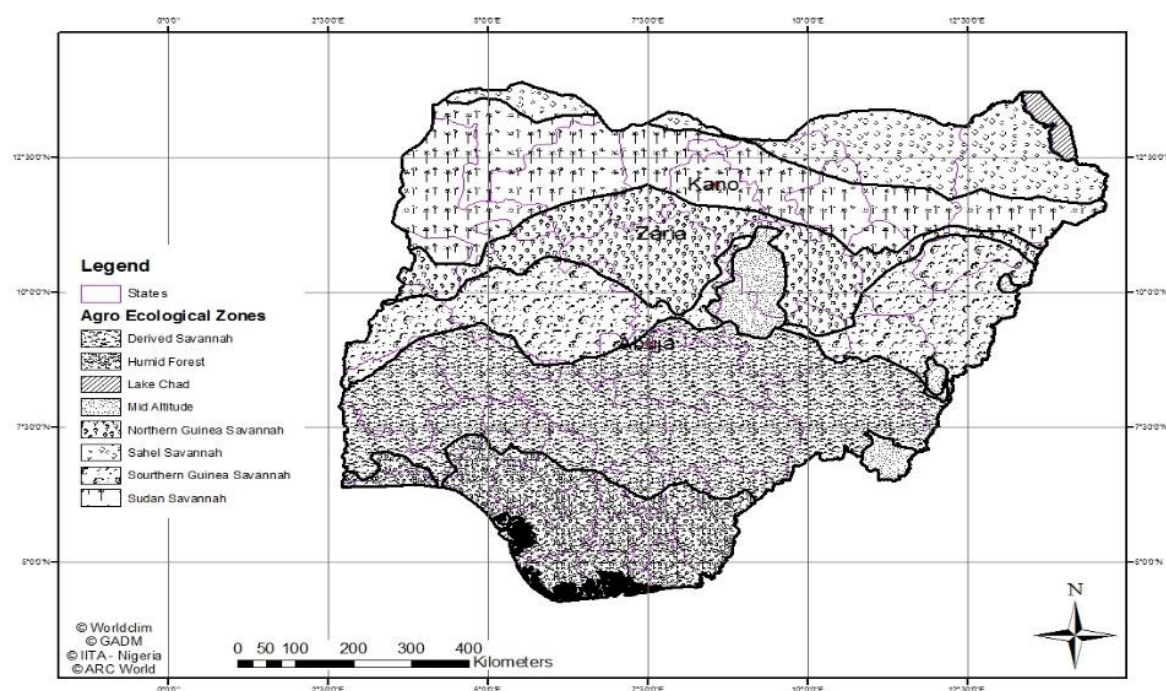 0°0'0" 2°30'0"E 5°0'0"E 7°30'0"E 10°0'0"E 12°30'0"E
12°30'0"N 12°30'0"N
Kano
Zaria
Legend
States
10°0'0"N 10°0'0"N
Agro Ecological Zones
Derived Savannah
Abuja
Humid Forest
Lake Chad
Mid Altitude
Northern Guinea Savannah
7°30'0"N 7°30'0"N
Sahel Savannah
Sourthern Guinea Savannah
Sudan Savannah
5°0'0"N 5°0'0"N
N
© Worldclim
© GADM
© IITA - Nigeria
© ARC World
0 50 100 200 300 400
Kilometers
0°0'0" 2°30'0"E 5°0'0"E 7°30'0"E 10°0'0"E 12°30'0"E